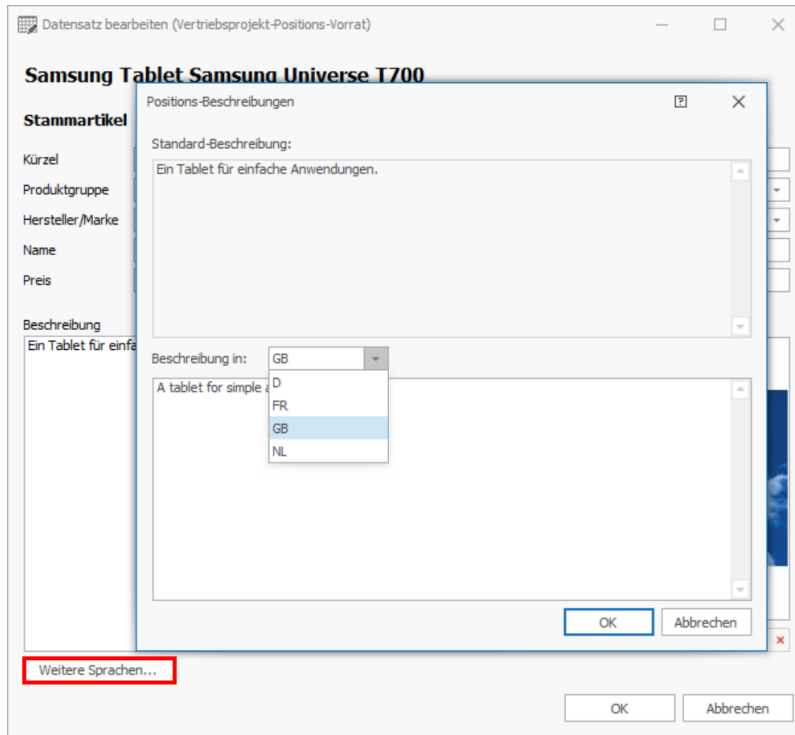 Datensatz bearbeiten (Vertriebsprojekt-Positions-Vorrat)
Samsung Tablet Samsung Universe T700
Stammartikel
Kürzel
Produktgruppe
Hersteller/Marke
Name
Preis
Beschreibung
Ein Tablet für einfa
Positions-Beschreibungen
Standard-Beschreibung:
Ein Tablet für einfache Anwendungen.
Beschreibung in: GB
D
FR
GB
NL
A tablet for simple
OK Abbrechen
Weitere Sprachen...
OK Abbrechen